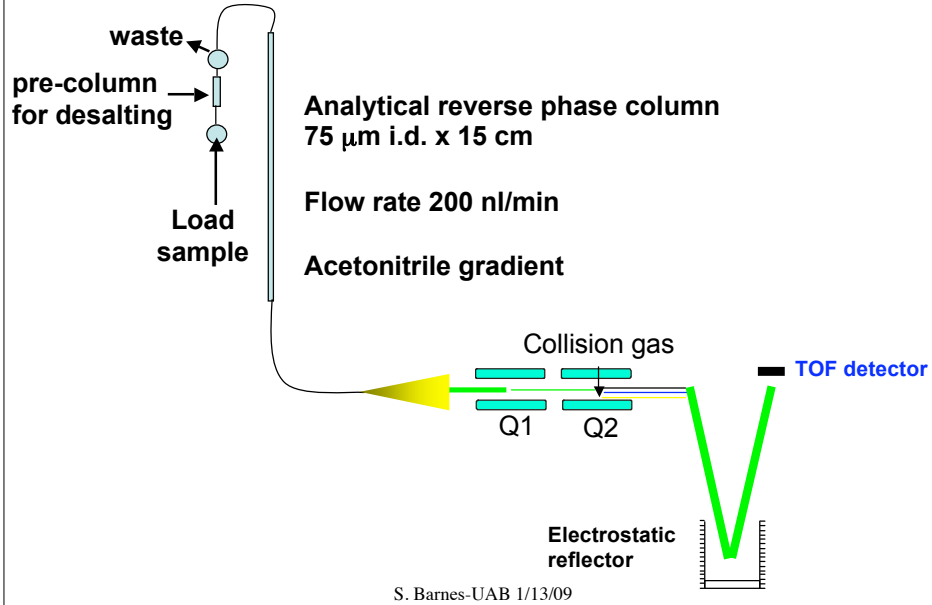 waste
pre-column
for desalting
Load
sample
Analytical reverse phase column
75 μm i.d. x 15 cm
Flow rate 200 nl/min
Acetonitrile gradient
Collision gas
TOF detector
Q1
Q2
Electrostatic
reflector
S. Barnes-UAB 1/13/09